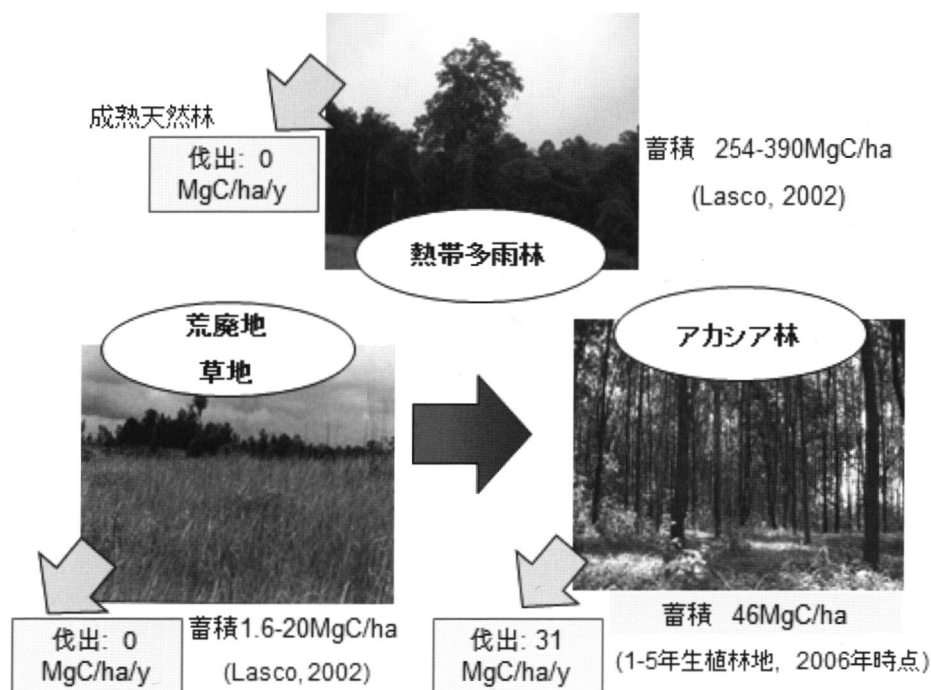 成熟天然林
伐出: 0
MgC/ha/y
蓄積 254-390MgC/ha
(Lasco, 2002)
熱帯多雨林
荒廃地
草地
アカシア林
伐出: 0
MgC/ha/y
蓄積1.6-20MgC/ha
(Lasco, 2002)
伐出: 31
MgC/ha/y
蓄積 46MgC/ha
(1-5年生植林地, 2006年時点)